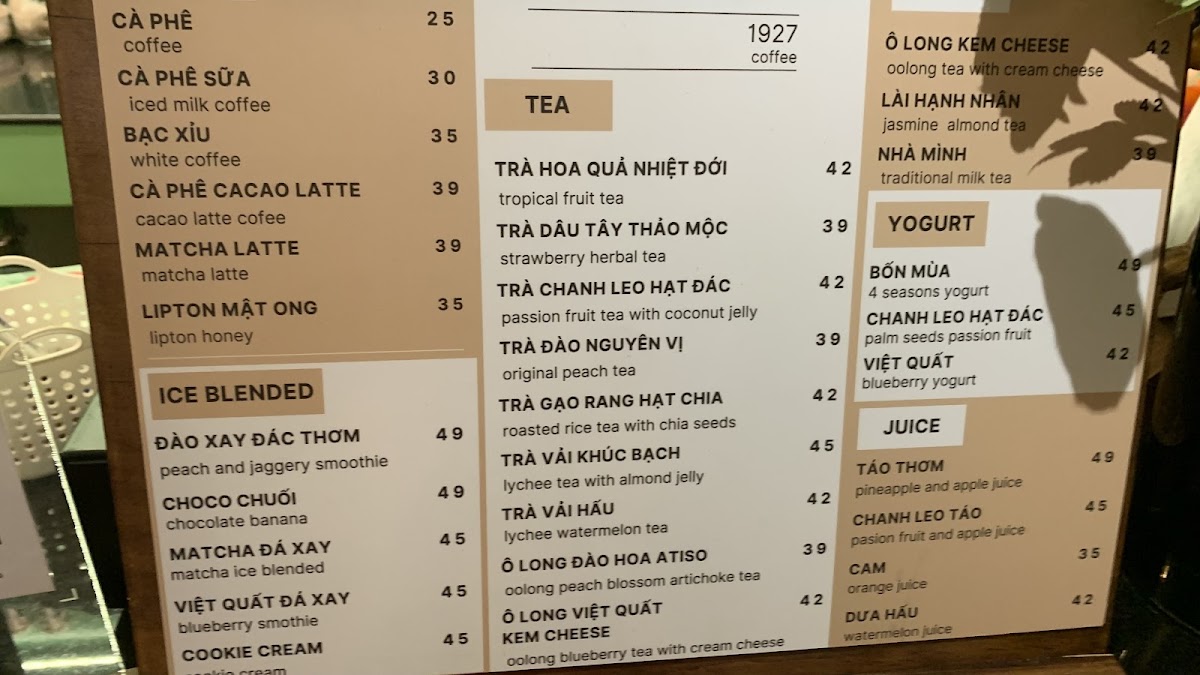 CÀ PHÊ 25
coffee
CÀ PHÊ SỮA 30
iced milk coffee
BẠC XỈU 35
white coffee
CÀ PHÊ CACAO LATTE 39
cacao latte cofee
MATCHA LATTE 39
matcha latte
LIPTON MẬT ONG 35
lipton honey
ICE BLENDED
ĐÀO XAY ĐÁC THƠM 49
peach and jaggery smoothie
CHOCO CHUỐI 49
chocolate banana
MATCHA ĐÁ XAY 45
matcha ice blended
VIỆT QUẤT ĐÁ XAY 45
blueberry smothie
COOKIE CREAM 45
cookie cream
1927
coffee
TEA
TRÀ HOA QUẢ NHIỆT ĐỚI 42
tropical fruit tea
TRÀ DÂU TÂY THẢO MỘC 39
strawberry herbal tea
TRÀ CHANH LEO HẠT ĐÁC 42
passion fruit tea with coconut jelly
TRÀ ĐÀO NGUYÊN VỊ 39
original peach tea
TRÀ GẠO RANG HẠT CHIA 42
roasted rice tea with chia seeds
TRÀ VẢI KHÚC BẠCH 45
lychee tea with almond jelly
TRÀ VẢI HẤU 42
lychee watermelon tea
Ô LONG ĐÀO HOA ATISO 39
oolong peach blossom artichoke tea
Ô LONG VIỆT QUẤT 42
KEM CHEESE
oolong blueberry tea with cream cheese
Ô LONG KEM CHEESE 42
oolong tea with cream cheese
LÀI HẠNH NHÂN 42
jasmine almond tea
NHÀ MÌNH 39
traditional milk tea
YOGURT
BỐN MÙA 49
4 seasons yogurt
CHANH LEO HẠT ĐÁC 45
palm seeds passion fruit
VIỆT QUẤT 42
blueberry yogurt
JUICE
TÁO THƠM 49
pineapple and apple juice
CHANH LEO TÁO 45
pasion fruit and apple juice
CAM 35
orange juice
DƯA HẤU 42
watermelon juice